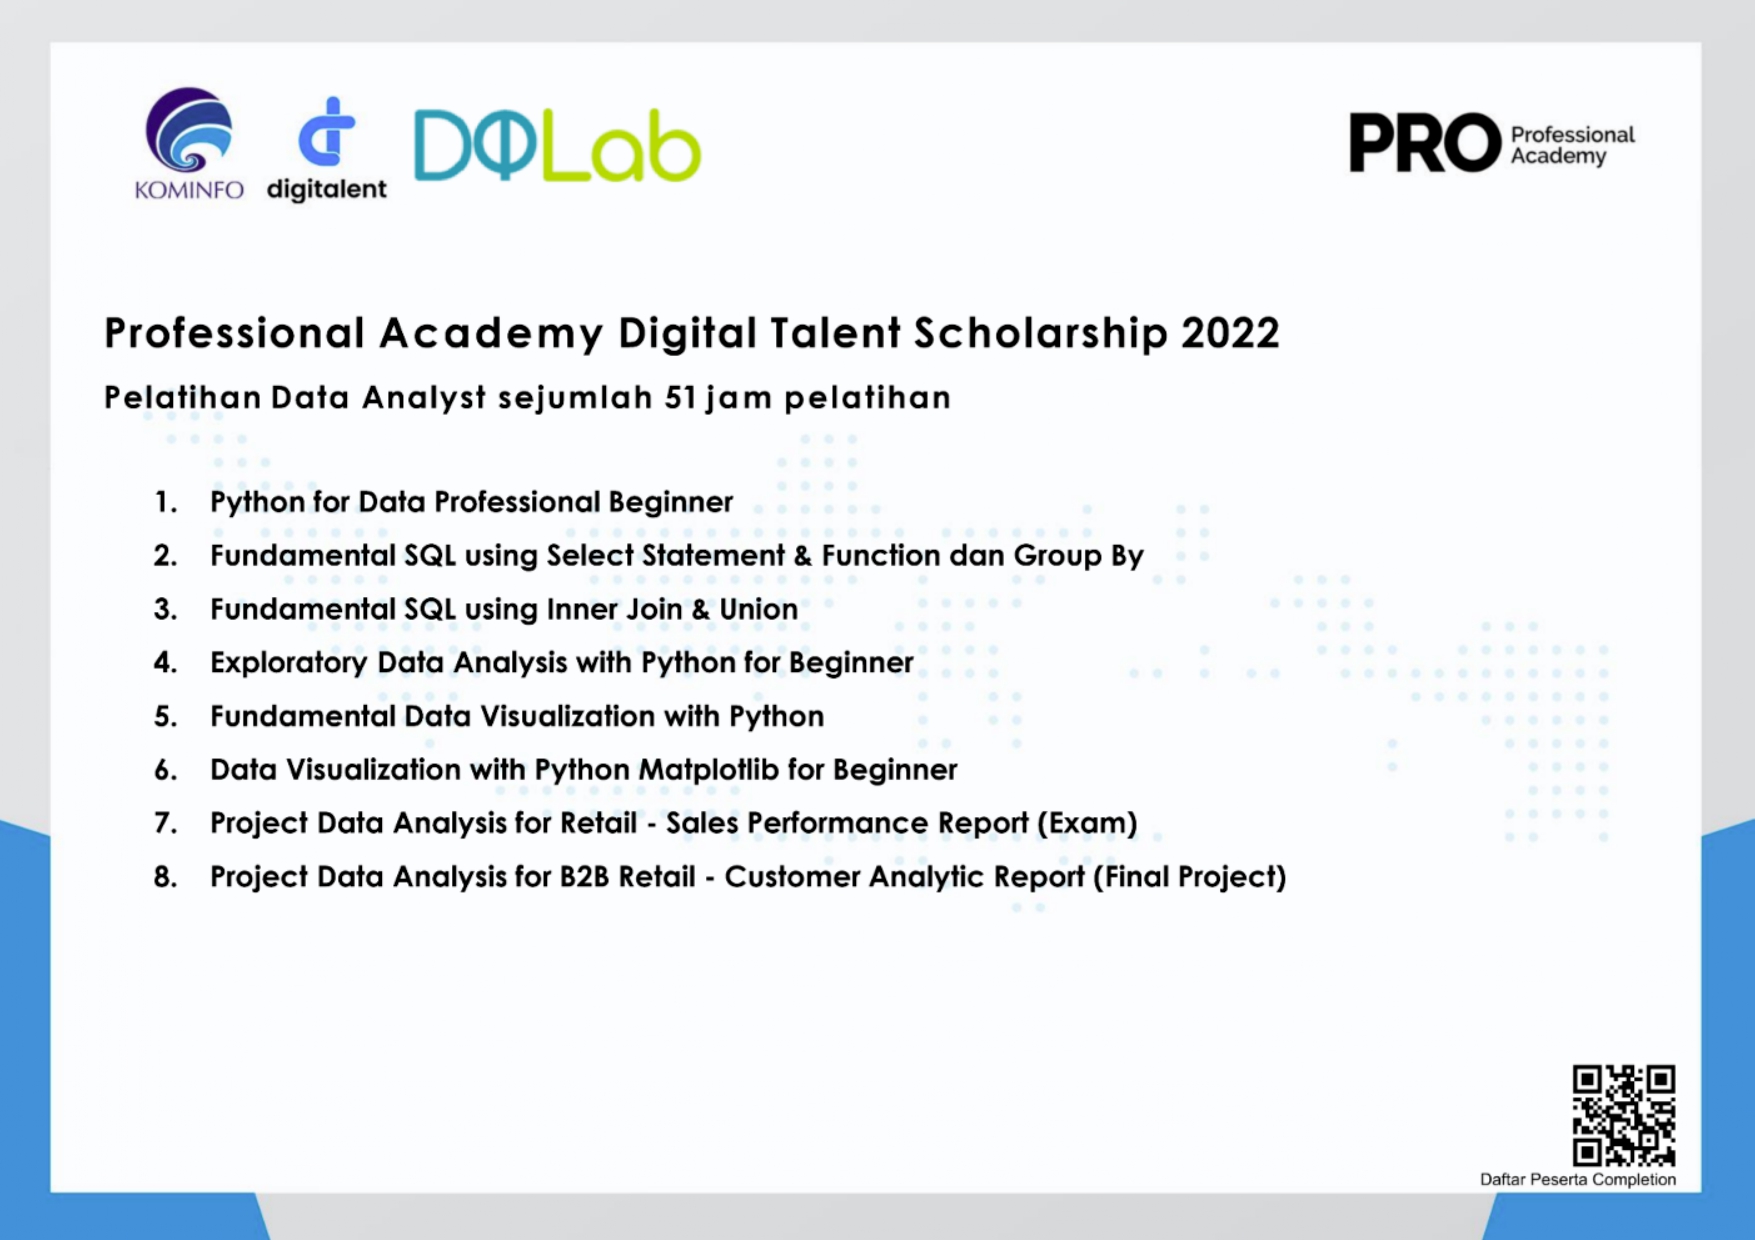 KOMINFO
digitalent
DQLab
PRO Professional Academy
Professional Academy Digital Talent Scholarship 2022
Pelatihan Data Analyst sejumlah 51 jam pelatihan
1. Python for Data Professional Beginner
2. Fundamental SQL using Select Statement & Function dan Group By
3. Fundamental SQL using Inner Join & Union
4. Exploratory Data Analysis with Python for Beginner
5. Fundamental Data Visualization with Python
6. Data Visualization with Python Matplotlib for Beginner
7. Project Data Analysis for Retail - Sales Performance Report (Exam)
8. Project Data Analysis for B2B Retail - Customer Analytic Report (Final Project)
Daftar Peserta Completion